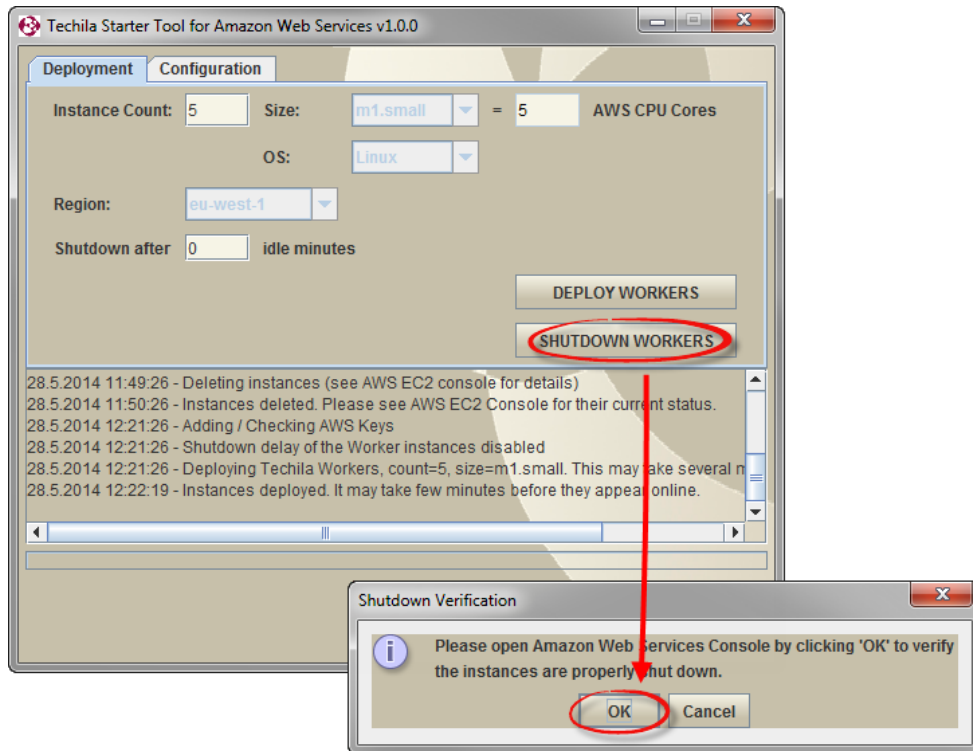 Techila Starter Tool for Amazon Web Services v1.0.0
Deployment Configuration
Instance Count: 5 Size: m1.small = 5 AWS CPU Cores
OS: Linux
Region: eu-west-1
Shutdown after 0 idle minutes
DEPLOY WORKERS
SHUTDOWN WORKERS
28.5.2014 11:49:26 - Deleting instances (see AWS EC2 console for details)
28.5.2014 11:50:26 - Instances deleted. Please see AWS EC2 Console for their current status.
28.5.2014 12:21:26 - Adding / Checking AWS Keys
28.5.2014 12:21:26 - Shutdown delay of the Worker instances disabled
28.5.2014 12:21:26 - Deploying Techila Workers, count=5, size=m1.small. This may take several
28.5.2014 12:22:19 - Instances deployed. It may take few minutes before they appear online.
Shutdown Verification
Please open Amazon Web Services Console by clicking 'OK' to verify
the instances are properly shut down.
OK Cancel